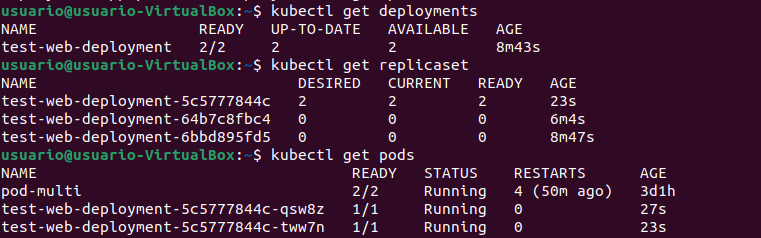 usuario@usuario-VirtualBox:~$ kubectl get deployments
NAME READY UP-TO-DATE AVAILABLE AGE
test-web-deployment 2/2 2 2 8m43s
usuario@usuario-VirtualBox:~$ kubectl get replicaset
NAME DESIRED CURRENT READY AGE
test-web-deployment-5c5777844c 2 2 2 23s
test-web-deployment-64b7c8fbc4 0 0 0 6m4s
test-web-deployment-6bbd895fd5 0 0 0 8m47s
usuario@usuario-VirtualBox:~$ kubectl get pods
NAME READY STATUS RESTARTS AGE
pod-multi 2/2 Running 4 (50m ago) 3d1h
test-web-deployment-5c5777844c-qsw8z 1/1 Running 0 27s
test-web-deployment-5c5777844c-tww7n 1/1 Running 0 23s